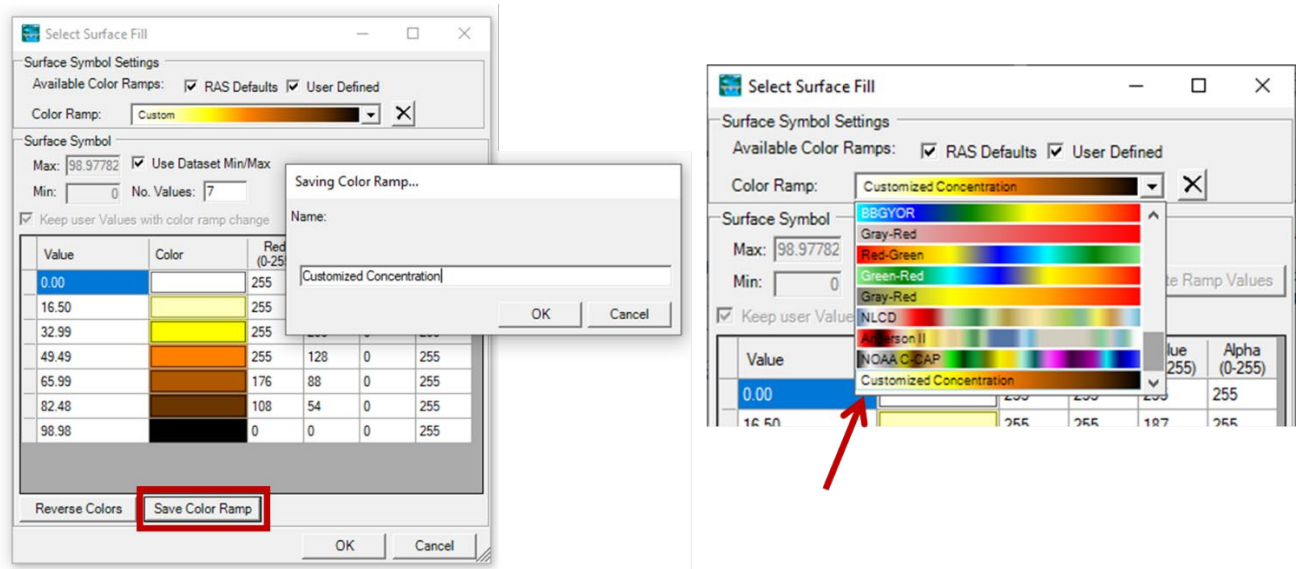 Select Surface Fill
Surface Symbol Settings
Available Color Ramps: RAS Defaults User Defined
Color Ramp: Custom
Surface Symbol
Max: 98.97782 Use Dataset Min/Max
Min: 0 No. Values: 7
Keep user Values with color ramp change
Value Color Red
(0-25
0.00 255
16.50 255
32.99 255
49.49 255 128 0 255
65.99 176 88 0 255
82.48 108 54 0 255
98.98 0 0 0 255
Reverse Colors Save Color Ramp
OK Cancel
Saving Color Ramp...
Name:
Customized Concentration
OK Cancel
Select Surface Fill
Surface Symbol Settings
Available Color Ramps: RAS Defaults User Defined
Color Ramp: Customized Concentration
Surface Symbol
Max: 98.97782
Min: 0
te Ramp Values
Keep user Value
BBGYOR
Gray-Red
Red-Green
Green-Red
Gray-Red
NLCD
Anderson II
NOAA C-CAP
Customized Concentration
Value lue Alpha
255) (0-255)
0.00 255
16.50 255 255 187 255